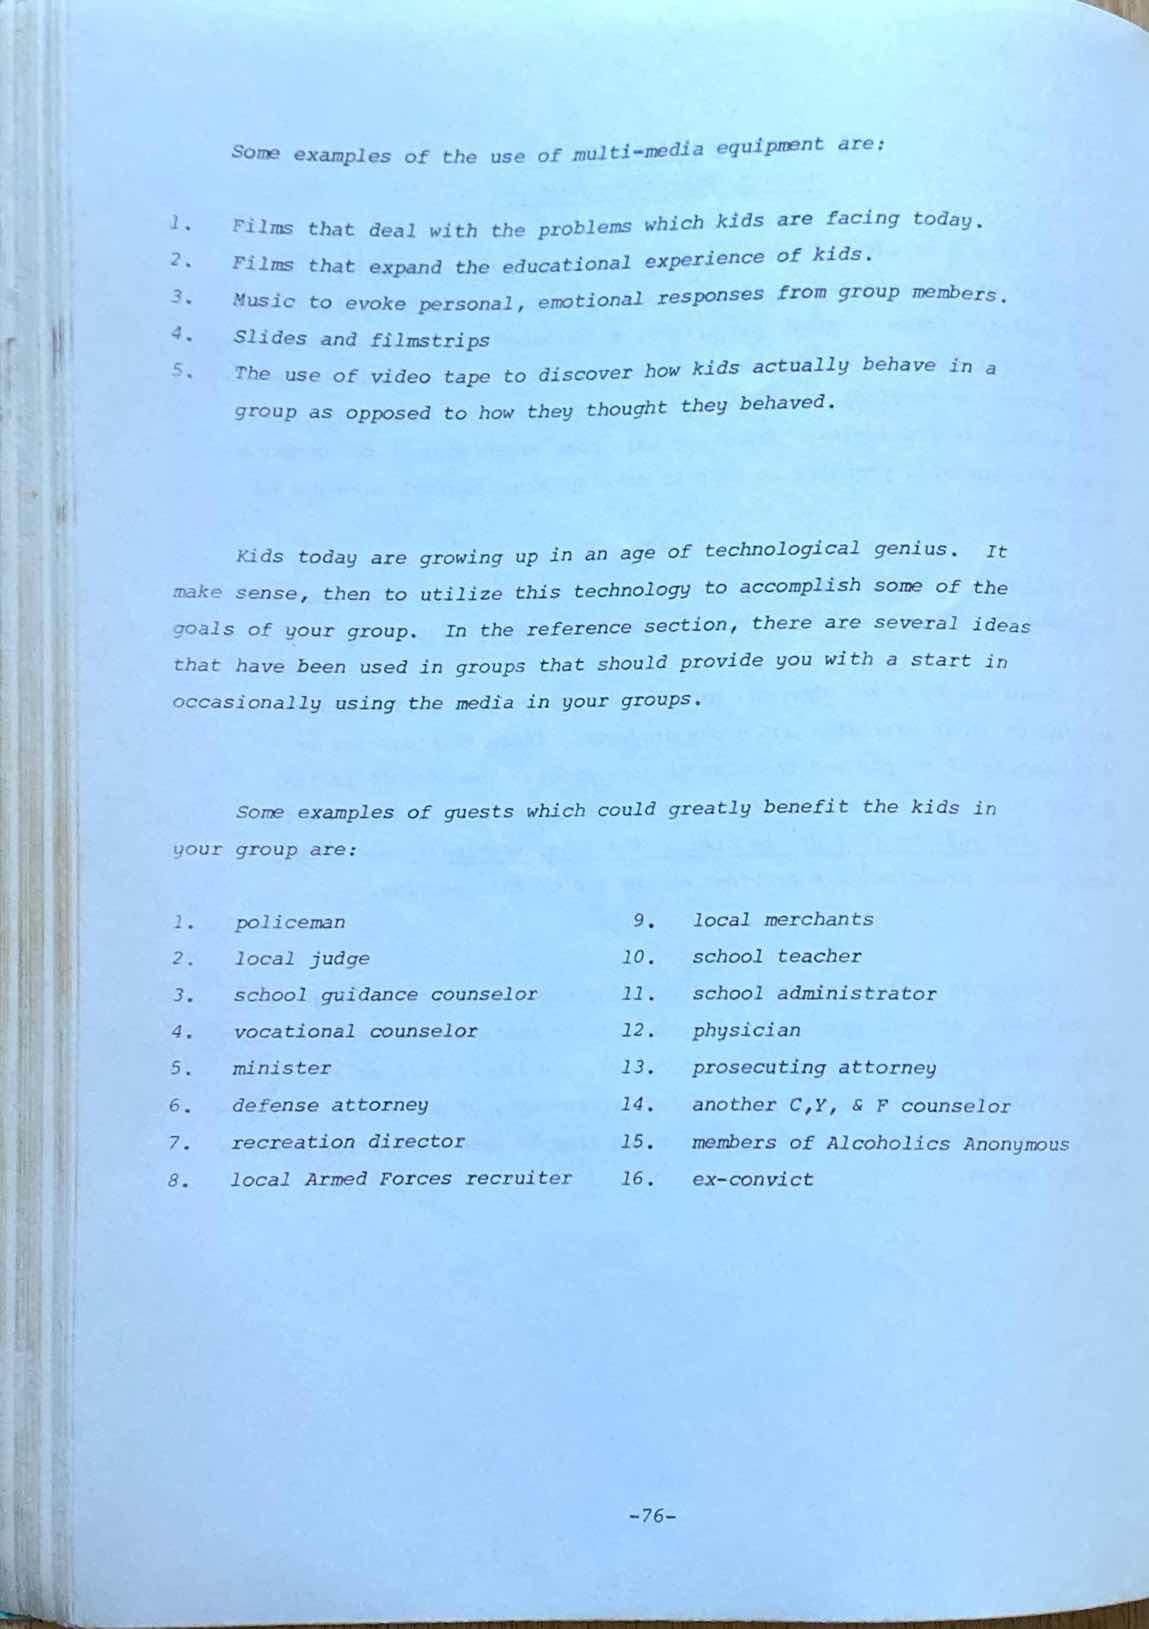 Some examples of the use of multi-media equipment are:
1. Films that deal with the problems which kids are facing today.
2. Films that expand the educational experience of kids.
3. Music to evoke personal, emotional responses from group members.
4. Slides and filmstrips
5. The use of video tape to discover how kids actually behave in a
group as opposed to how they thought they behaved.
Kids today are growing up in an age of technological genius. It
make sense, then to utilize this technology to accomplish some of the
goals of your group. In the reference section, there are several ideas
that have been used in groups that should provide you with a start in
occasionally using the media in your groups.
Some examples of guests which could greatly benefit the kids in
your group are:
1. policeman
2. local judge
3. school guidance counselor
4. vocational counselor
5. minister
6. defense attorney
7. recreation director
8. local Armed Forces recruiter
9. local merchants
10. school teacher
11. school administrator
12. physician
13. prosecuting attorney
14. another C,Y, & F counselor
15. members of Alcoholics Anonymous
16. ex-convict
-76-